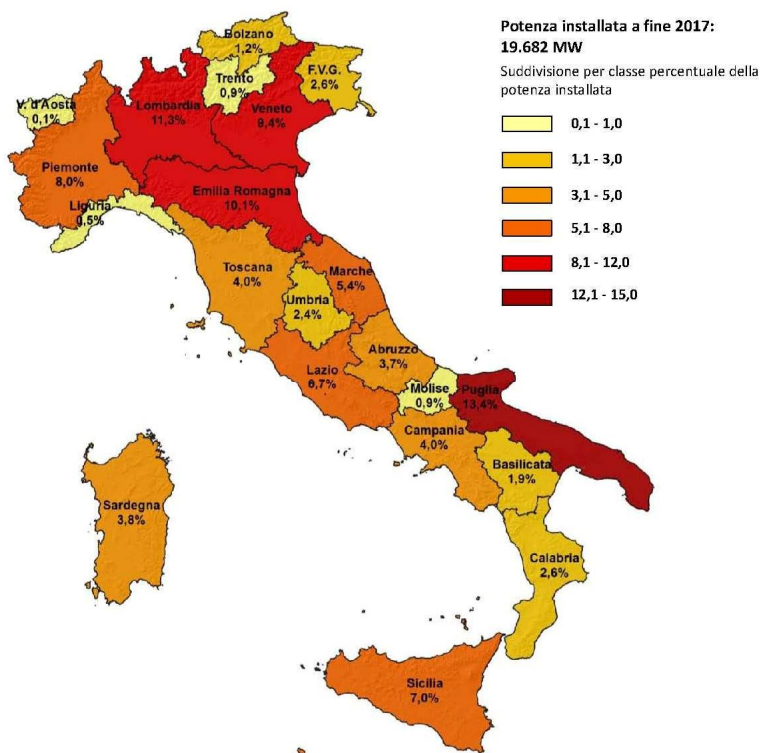 Potenza installata a fine 2017:
19.682 MW
Suddivisione per classe percentuale della
potenza installata
0,1 - 1,0
1,1 - 3,0
3,1 - 5,0
5,1 - 8,0
8,1 - 12,0
12,1 - 15,0
Bolzano
1,2%
Trento
0,9%
F.V.G.
2,6%
V. d'Aosta
0,1%
Lombardia
11,3%
Veneto
9,4%
Piemonte
8,0%
Emilia Romagna
10,1%
Liguria
0,5%
Toscana
4,0%
Marche
5,4%
Umbria
2,4%
Abruzzo
3,7%
Lazio
6,7%
Molise
0,9%
Puglia
13,4%
Campania
4,0%
Basilicata
1,9%
Sardegna
3,8%
Calabria
2,6%
Sicilia
7,0%